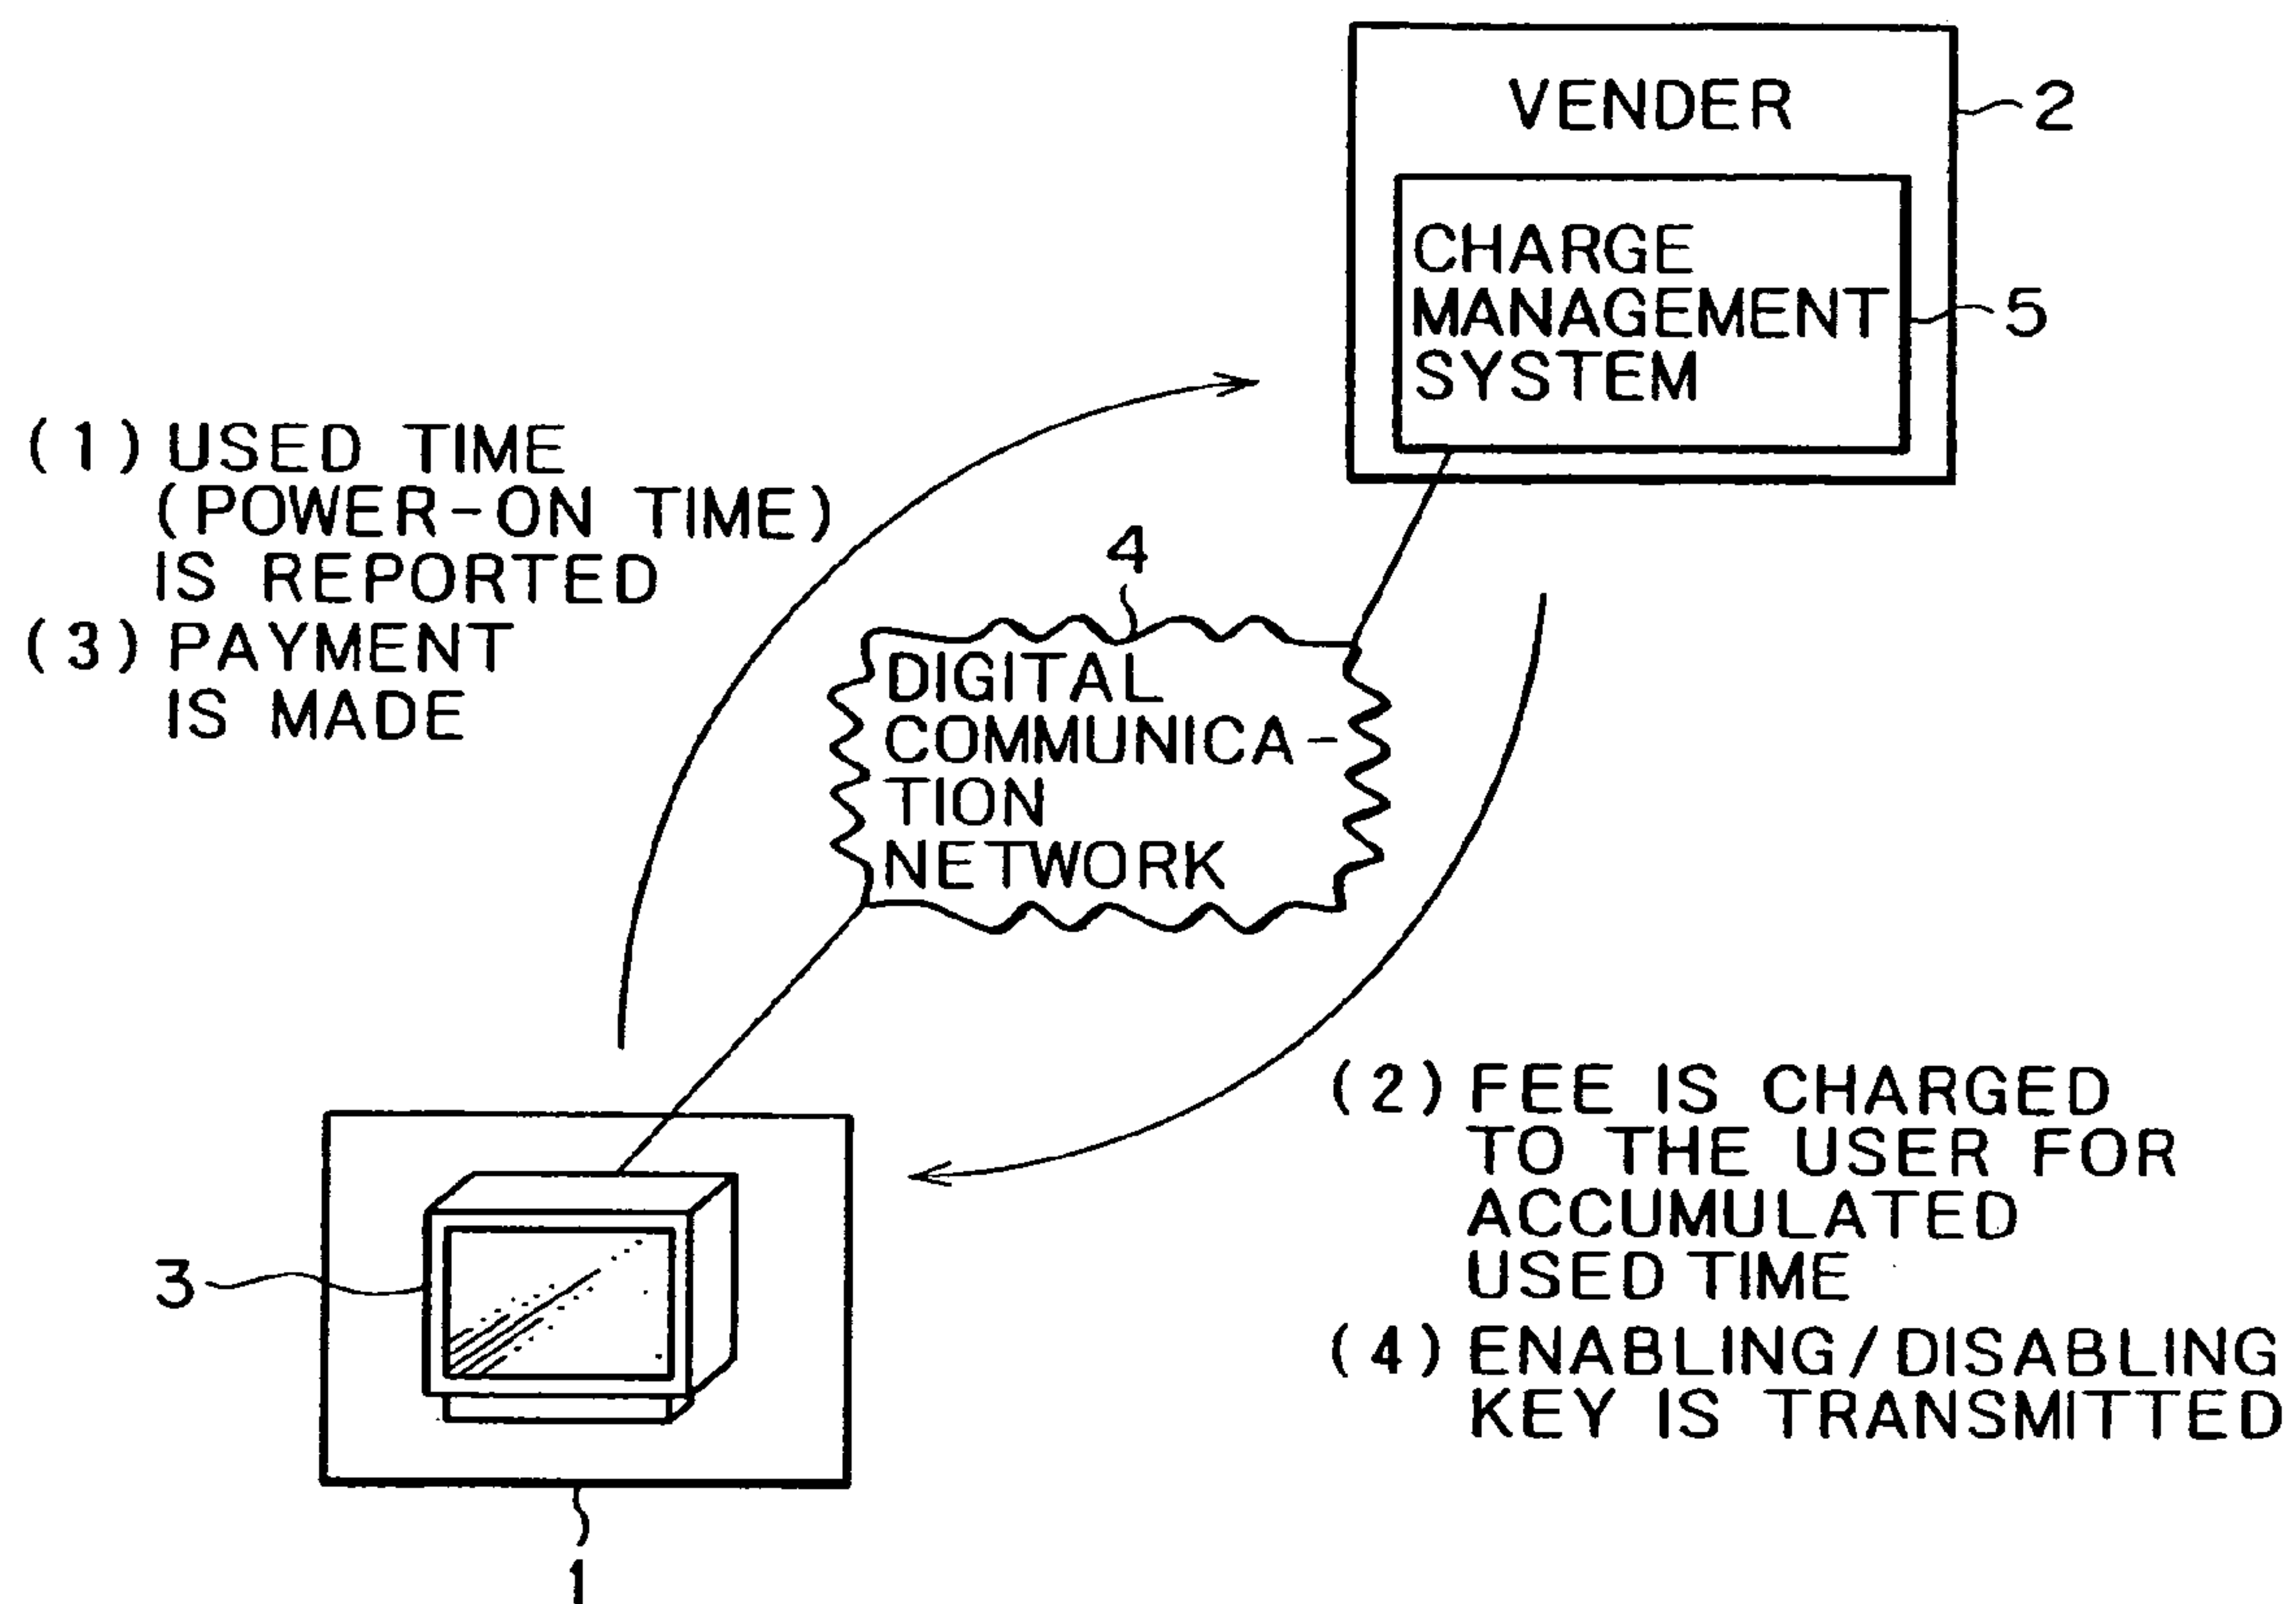 VENDER
2
CHARGE
MANAGEMENT
SYSTEM
5
(1) USED TIME
(POWER-ON TIME)
IS REPORTED
(3) PAYMENT
IS MADE
4
DIGITAL
COMMUNICA-
TION
NETWORK
(2) FEE IS CHARGED
TO THE USER FOR
ACCUMULATED
USED TIME
(4) ENABLING/DISABLING
KEY IS TRANSMITTED
3
1